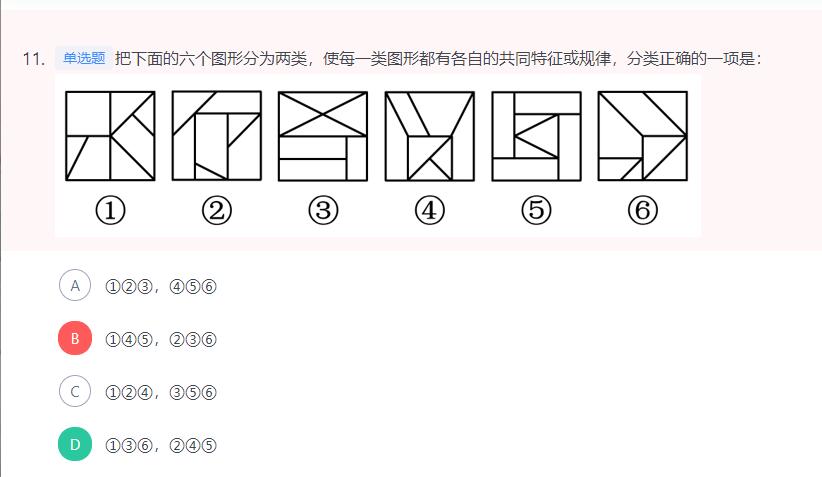 11. 单选题 把下面的六个图形分为两类，使每一类图形都有各自的共同特征或规律，分类正确的一项是：
① ② ③ ④ ⑤ ⑥
A ①②③，④⑤⑥
B ①④⑤，②③⑥
C ①②④，③⑤⑥
D ①③⑥，②④⑤